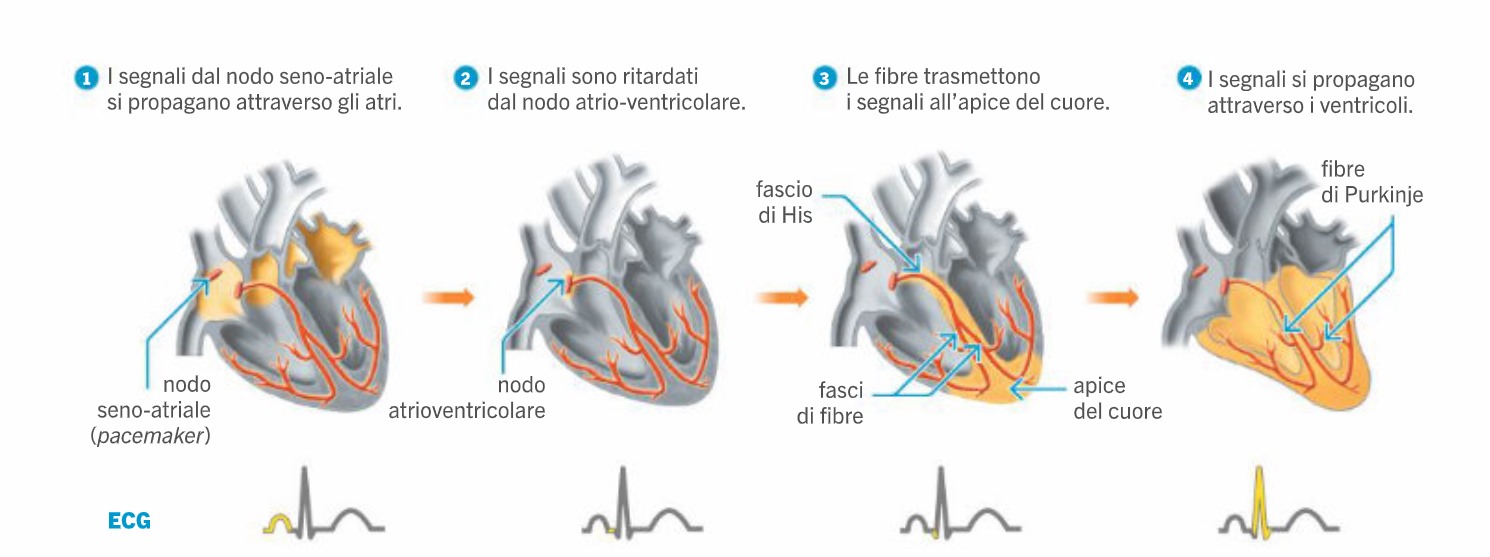 1 I segnali dal nodo seno-atriale
si propagano attraverso gli atri.
2 I segnali sono ritardati
dal nodo atrio-ventricolare.
3 Le fibre trasmettono
i segnali all’apice del cuore.
4 I segnali si propagano
attraverso i ventricoli.
nodo
seno-atriale
(pacemaker)
nodo
atrioventricolare
fascio
di His
fasci
di fibre
apice
del cuore
fibre
di Purkinje
ECG